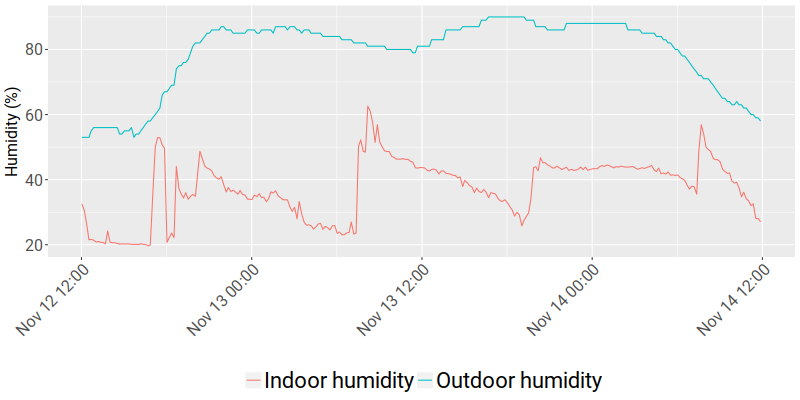 Humidity (%)
80
60
40
20
Nov 12 12:00
Nov 13 00:00
Nov 13 12:00
Nov 14 00:00
Nov 14 12:00
Indoor humidity Outdoor humidity